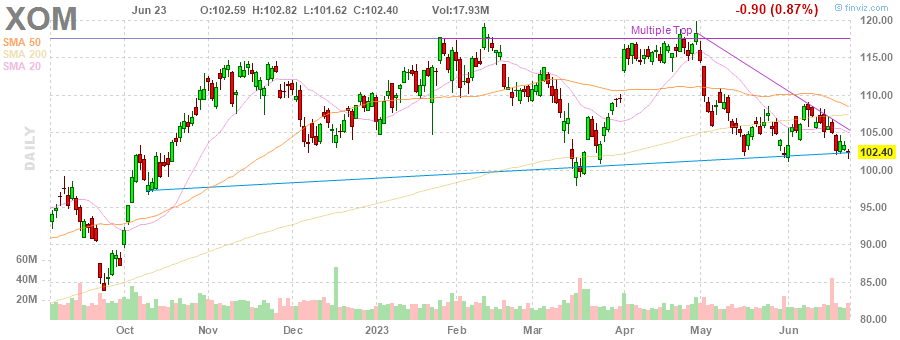 XOM Jun 23 O:102.59 H:102.82 L:101.62 C:102.40 Vol:17.93M -0.90 (0.87%) © finviz.com
SMA 50
SMA 200
SMA 20
Multiple Top
DAILY
120.00
115.00
110.00
105.00
102.40
100.00
95.00
90.00
85.00
80.00
60M
40M
20M
Oct Nov Dec 2023 Feb Mar Apr May Jun